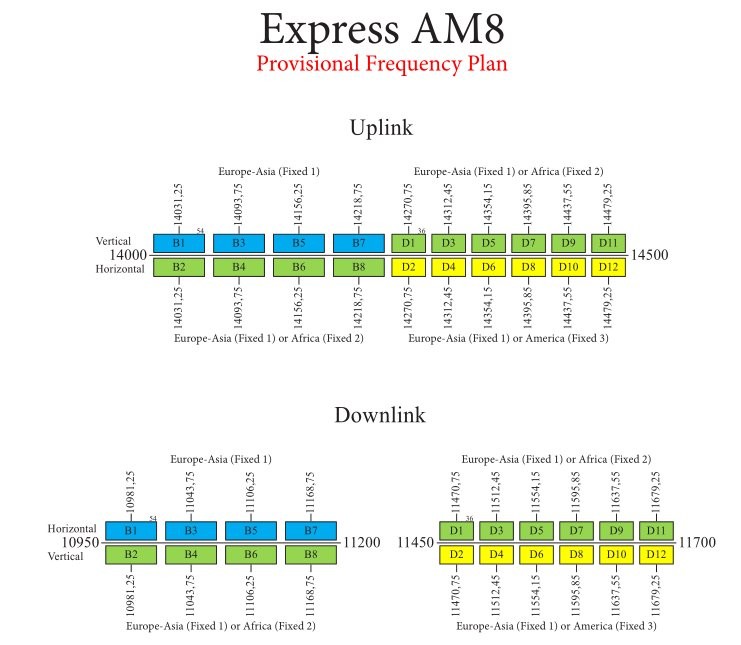 Express AM8
Provisional Frequency Plan
Uplink
Europe-Asia (Fixed 1)
Europe-Asia (Fixed 1) or Africa (Fixed 2)
14031,25 14093,75 14156,25 14218,75 14270,75 14312,45 14354,15 14395,85 14437,55 14479,25
54 36
Vertical B1 B3 B5 B7 D1 D3 D5 D7 D9 D11
14000 14500
Horizontal B2 B4 B6 B8 D2 D4 D6 D8 D10 D12
14031,25 14093,75 14156,25 14218,75 14270,75 14312,45 14354,15 14395,85 14437,55 14479,25
Europe-Asia (Fixed 1) or Africa (Fixed 2)
Europe-Asia (Fixed 1) or America (Fixed 3)
Downlink
Europe-Asia (Fixed 1)
Europe-Asia (Fixed 1) or Africa (Fixed 2)
10981,25 11043,75 11106,25 11168,75 11470,75 11512,45 11554,15 11595,85 11637,55 11679,25
54 36
Horizontal B1 B3 B5 B7 D1 D3 D5 D7 D9 D11
10950 11200 11450 11700
Vertical B2 B4 B6 B8 D2 D4 D6 D8 D10 D12
10981,25 11043,75 11106,25 11168,75 11470,75 11512,45 11554,15 11595,85 11637,55 11679,25
Europe-Asia (Fixed 1) or Africa (Fixed 2)
Europe-Asia (Fixed 1) or America (Fixed 3)